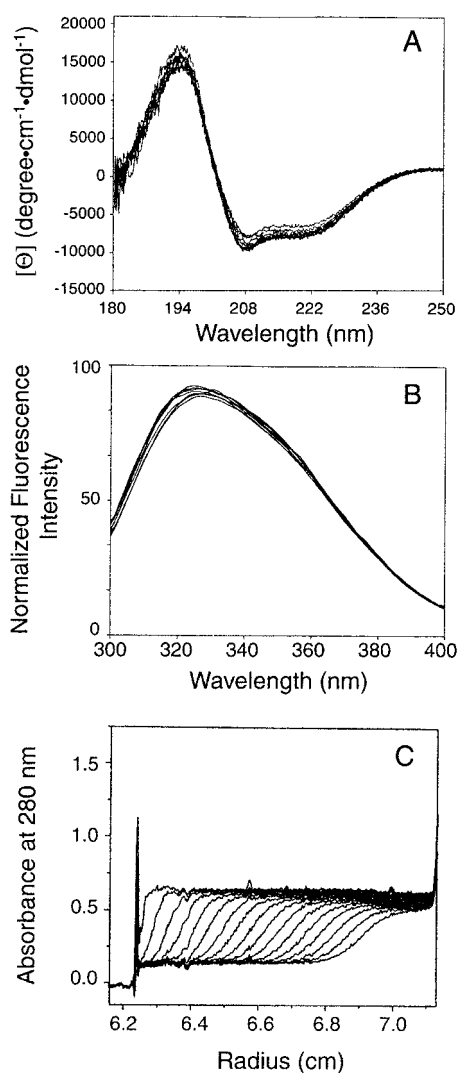 A
[Θ] (degree•cm⁻¹•dmol⁻¹)
20000
15000
10000
5000
0
-5000
-10000
-15000
180 194 208 222 236 250
Wavelength (nm)
B
Normalized Fluorescence
Intensity
100
50
0
300 320 340 360 380 400
Wavelength (nm)
C
Absorbance at 280 nm
1.5
1.0
0.5
0.0
6.2 6.4 6.6 6.8 7.0
Radius (cm)